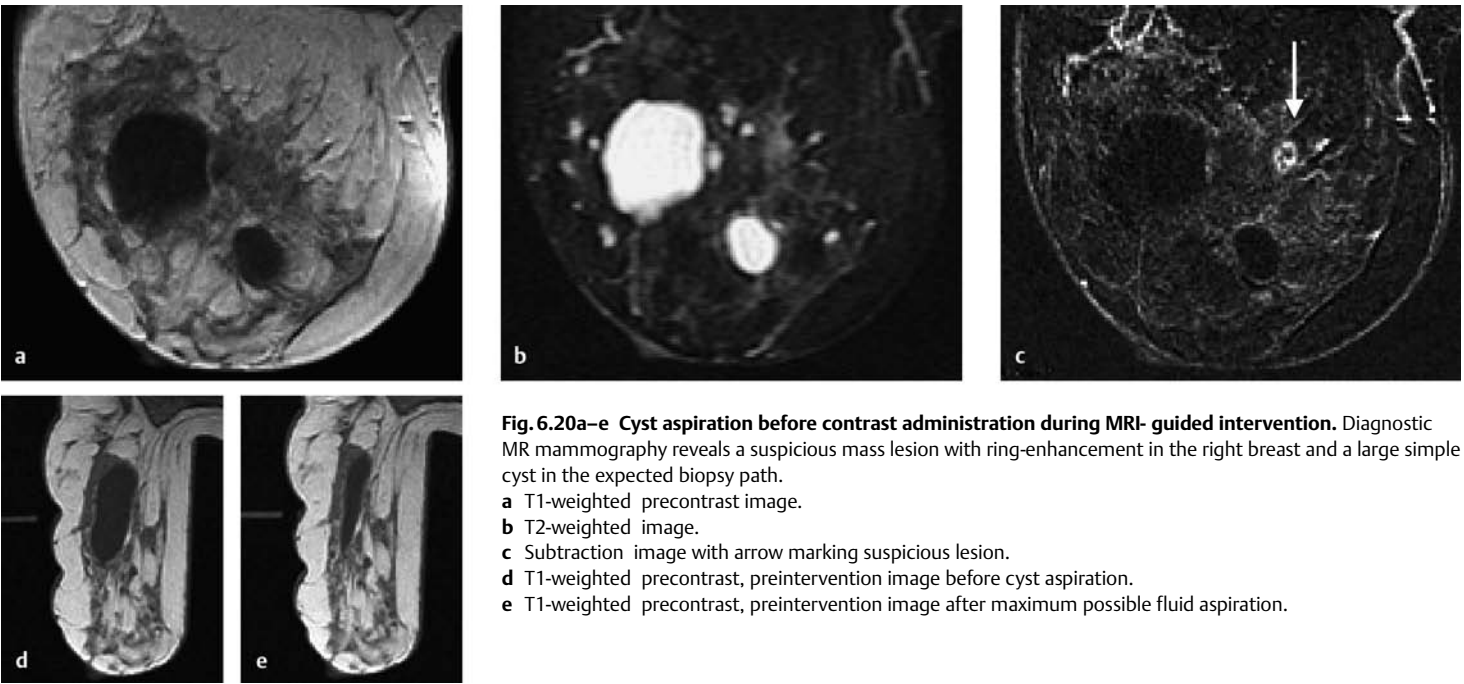 a
b
c
d
e
Fig. 6.20a–e Cyst aspiration before contrast administration during MRI- guided intervention. Diagnostic
MR mammography reveals a suspicious mass lesion with ring-enhancement in the right breast and a large simple
cyst in the expected biopsy path.
a T1-weighted precontrast image.
b T2-weighted image.
c Subtraction image with arrow marking suspicious lesion.
d T1-weighted precontrast, preintervention image before cyst aspiration.
e T1-weighted precontrast, preintervention image after maximum possible fluid aspiration.